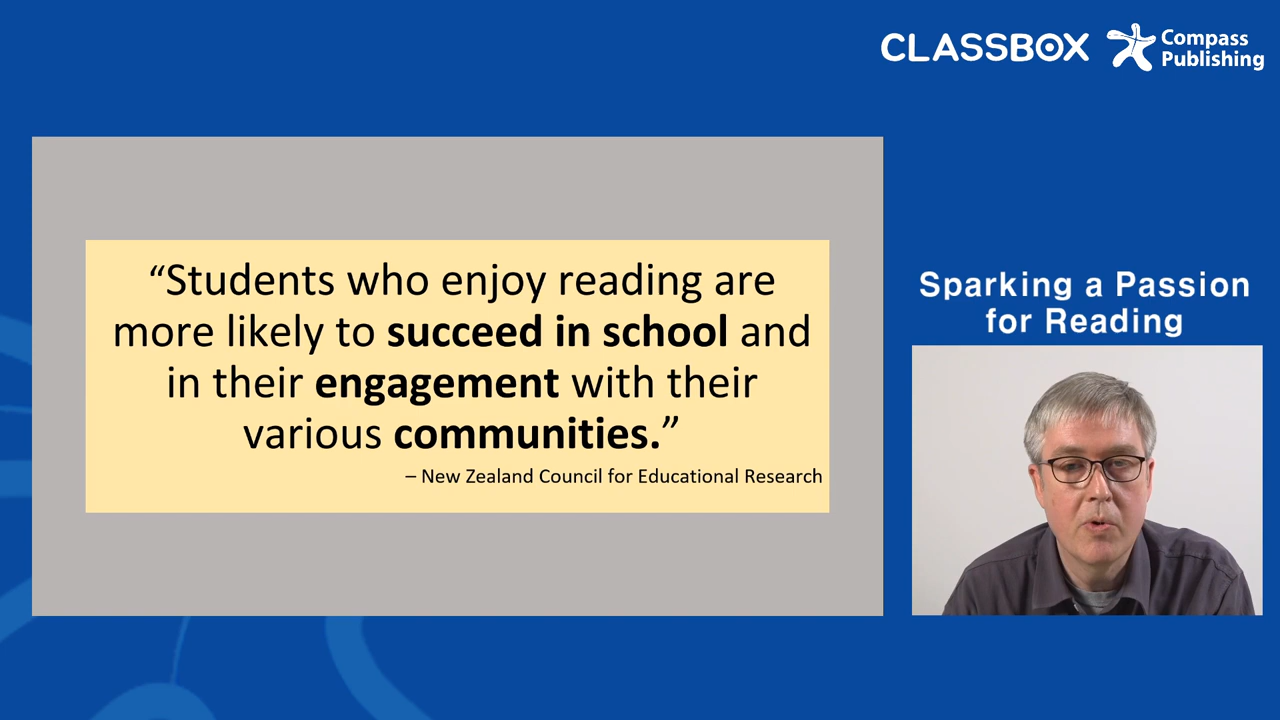 CLASSBOX
Compass
Publishing
“Students who enjoy reading are
more likely to succeed in school and
in their engagement with their
various communities.”
– New Zealand Council for Educational Research
Sparking a Passion
for Reading